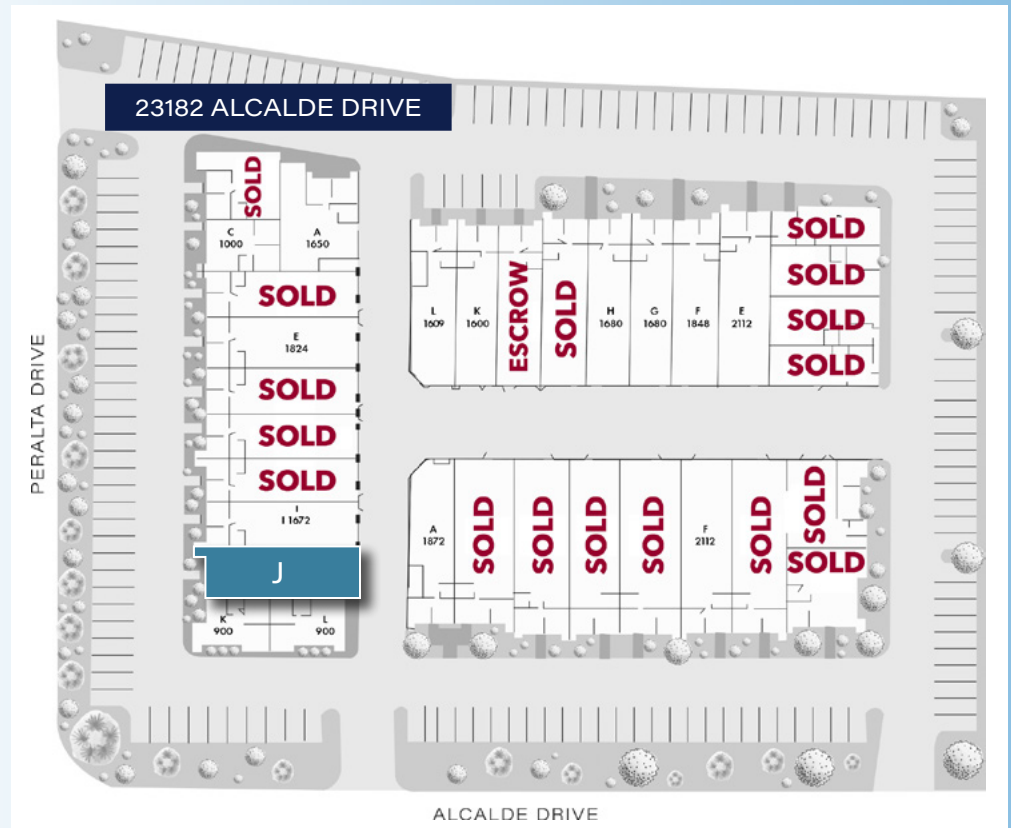 23182 ALCALDE DRIVE
SOLD
C
1000
A
1650
SOLD
E
1824
SOLD
SOLD
SOLD
I
I 1672
J
K
900
L
900
L
1609
K
1600
ESCROW
SOLD
H
1680
G
1680
F
1848
E
2112
SOLD
SOLD
SOLD
SOLD
A
1872
SOLD
SOLD
SOLD
SOLD
F
2112
SOLD
SOLD
SOLD
PERALTA DRIVE
ALCALDE DRIVE